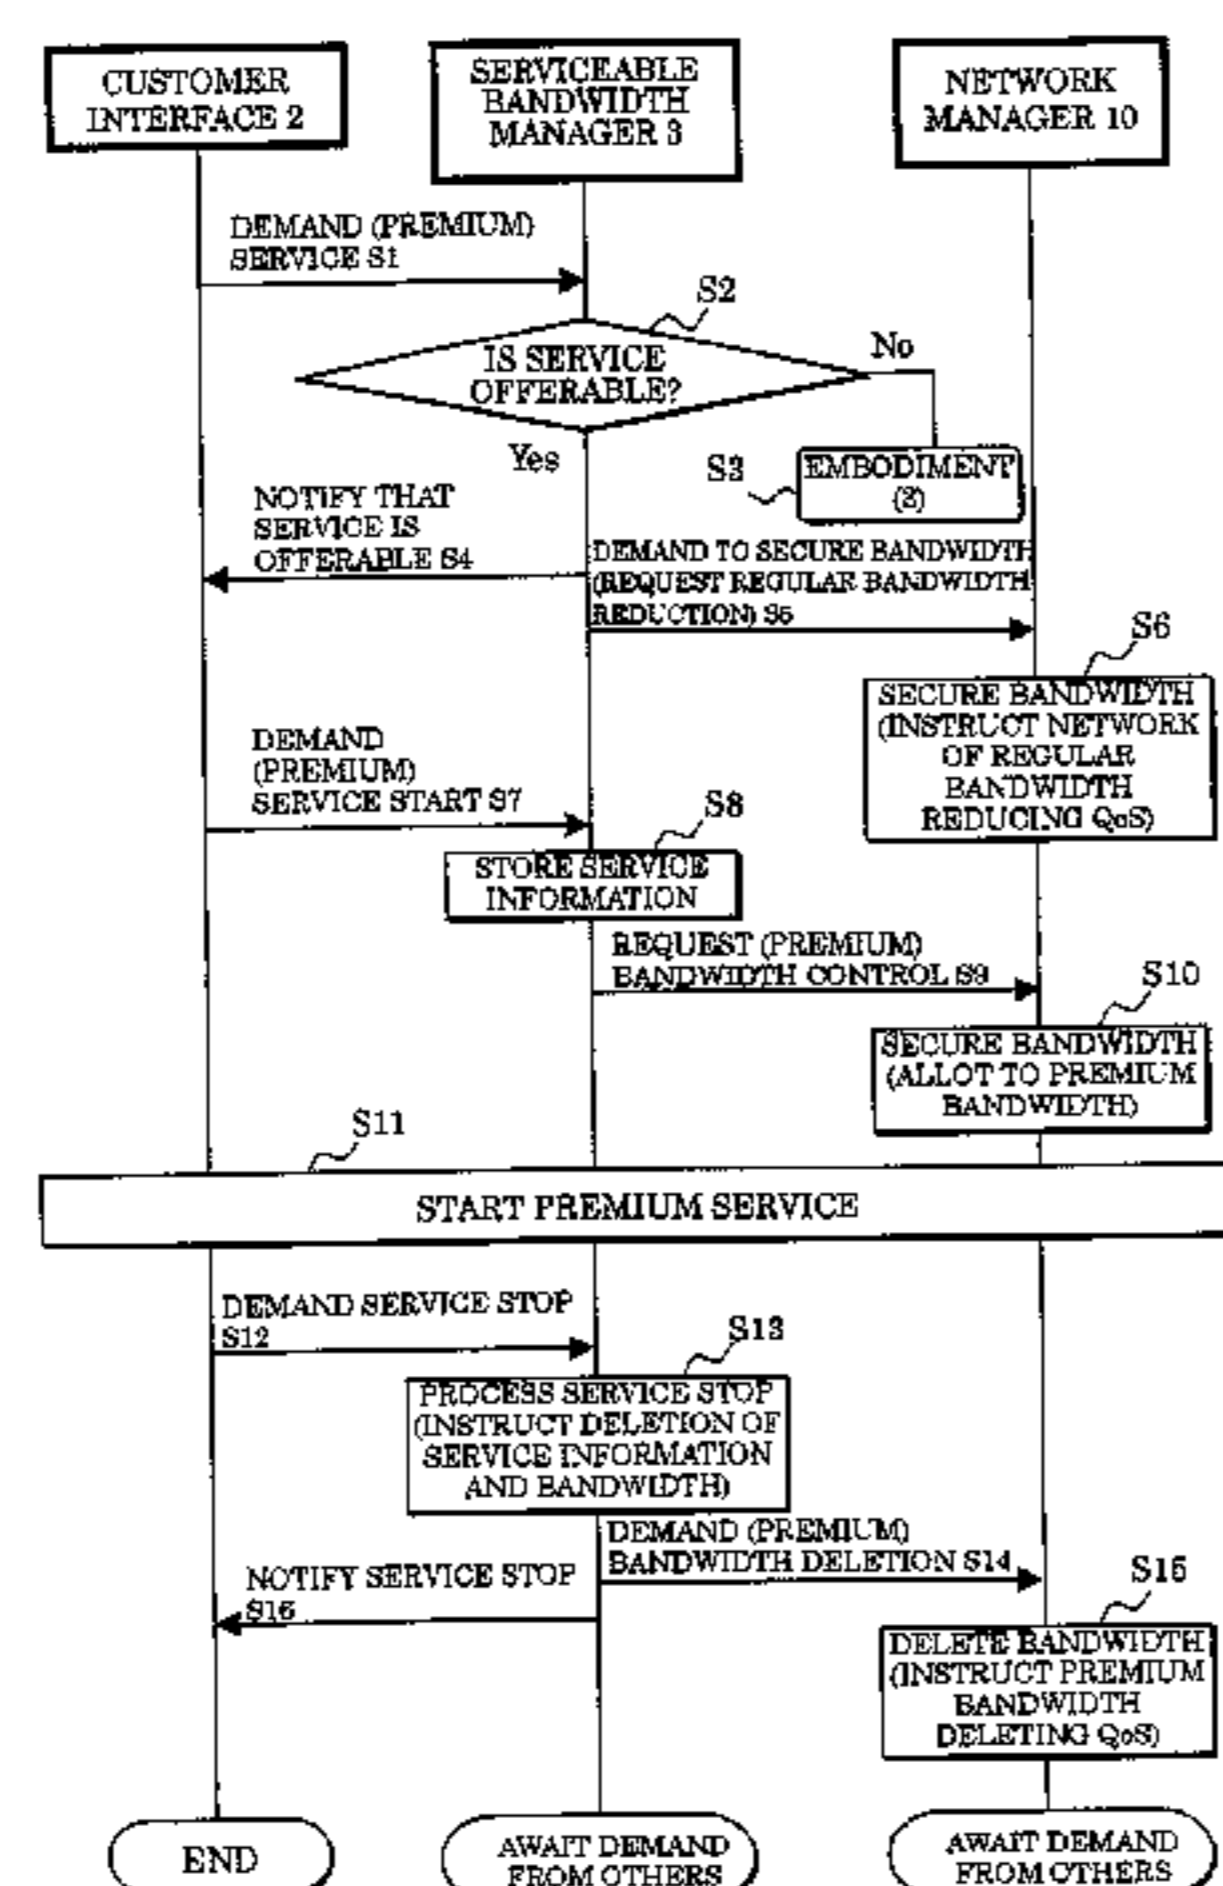 CUSTOMER
INTERFACE 2
SERVICEABLE
BANDWIDTH
MANAGER 3
NETWORK
MANAGER 10
DEMAND (PREMIUM)
SERVICE S1
S2
IS SERVICE
OFFERABLE?
No
Yes
S3
EMBODIMENT
(2)
NOTIFY THAT
SERVICE IS
OFFERABLE S4
DEMAND TO SECURE BANDWIDTH
(REQUEST REGULAR BANDWIDTH
REDUCTION) S5
S6
SECURE BANDWIDTH
(INSTRUCT NETWORK
OF REGULAR
BANDWIDTH
REDUCING QoS)
DEMAND
(PREMIUM)
SERVICE START S7
S8
STORE SERVICE
INFORMATION
REQUEST (PREMIUM)
BANDWIDTH CONTROL S9
S10
SECURE BANDWIDTH
(ALLOT TO PREMIUM
BANDWIDTH)
S11
START PREMIUM SERVICE
DEMAND SERVICE STOP
S12
S13
PROCESS SERVICE STOP
(INSTRUCT DELETION OF
SERVICE INFORMATION
AND BANDWIDTH)
DEMAND (PREMIUM)
BANDWIDTH DELETION S14
NOTIFY SERVICE STOP
S16
S15
DELETE BANDWIDTH
(INSTRUCT PREMIUM
BANDWIDTH
DELETING QoS)
END
AWAIT DEMAND
FROM OTHERS
AWAIT DEMAND
FROM OTHERS